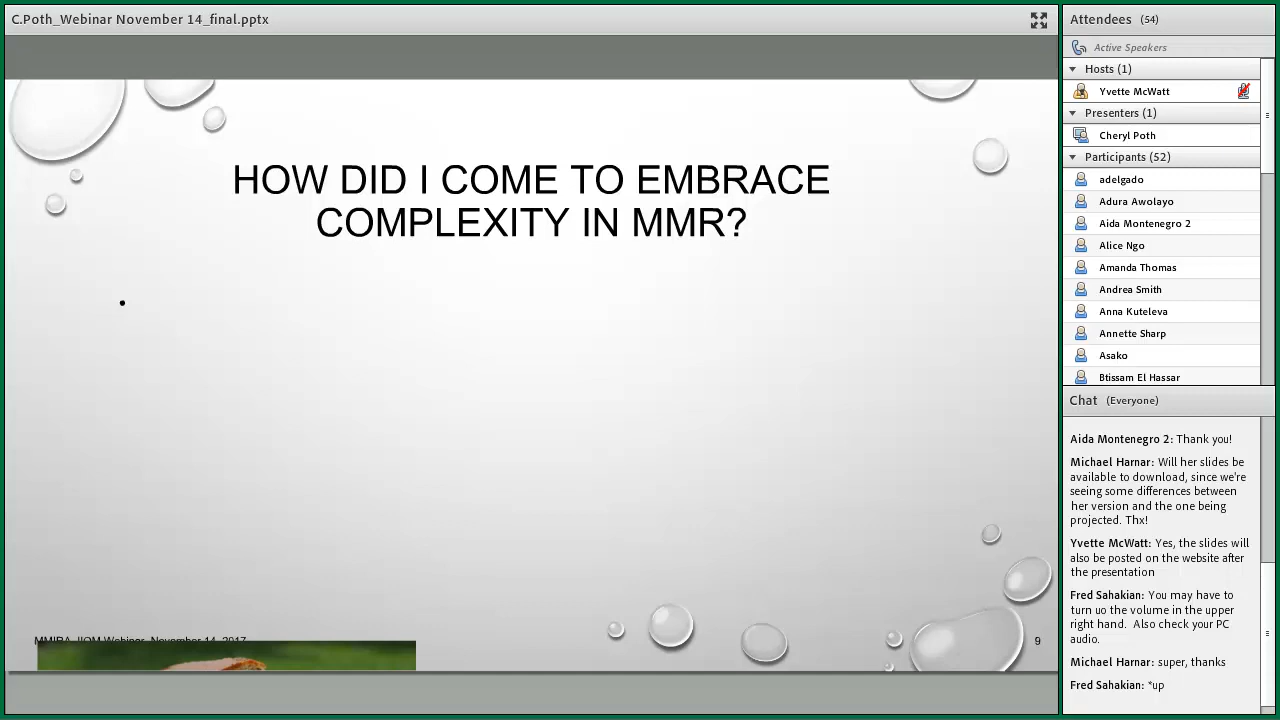 C.Poth_Webinar November 14_final.pptx
HOW DID I COME TO EMBRACE
COMPLEXITY IN MMR?
•
MMIRA-IIQM Webinar, November 14, 2017
9
Attendees (54)
Active Speakers
Hosts (1)
Yvette McWatt
Presenters (1)
Cheryl Poth
Participants (52)
adelgado
Adura Awolayo
Aida Montenegro 2
Alice Ngo
Amanda Thomas
Andrea Smith
Anna Kuteleva
Annette Sharp
Asako
Btissam El Hassar
Chat (Everyone)
Aida Montenegro 2: Thank you!
Michael Harnar: Will her slides be
available to download, since we're
seeing some differences between
her version and the one being
projected. Thx!
Yvette McWatt: Yes, the slides will
also be posted on the website after
the presentation
Fred Sahakian: You may have to
turn uo the volume in the upper
right hand. Also check your PC
audio.
Michael Harnar: super, thanks
Fred Sahakian: *up